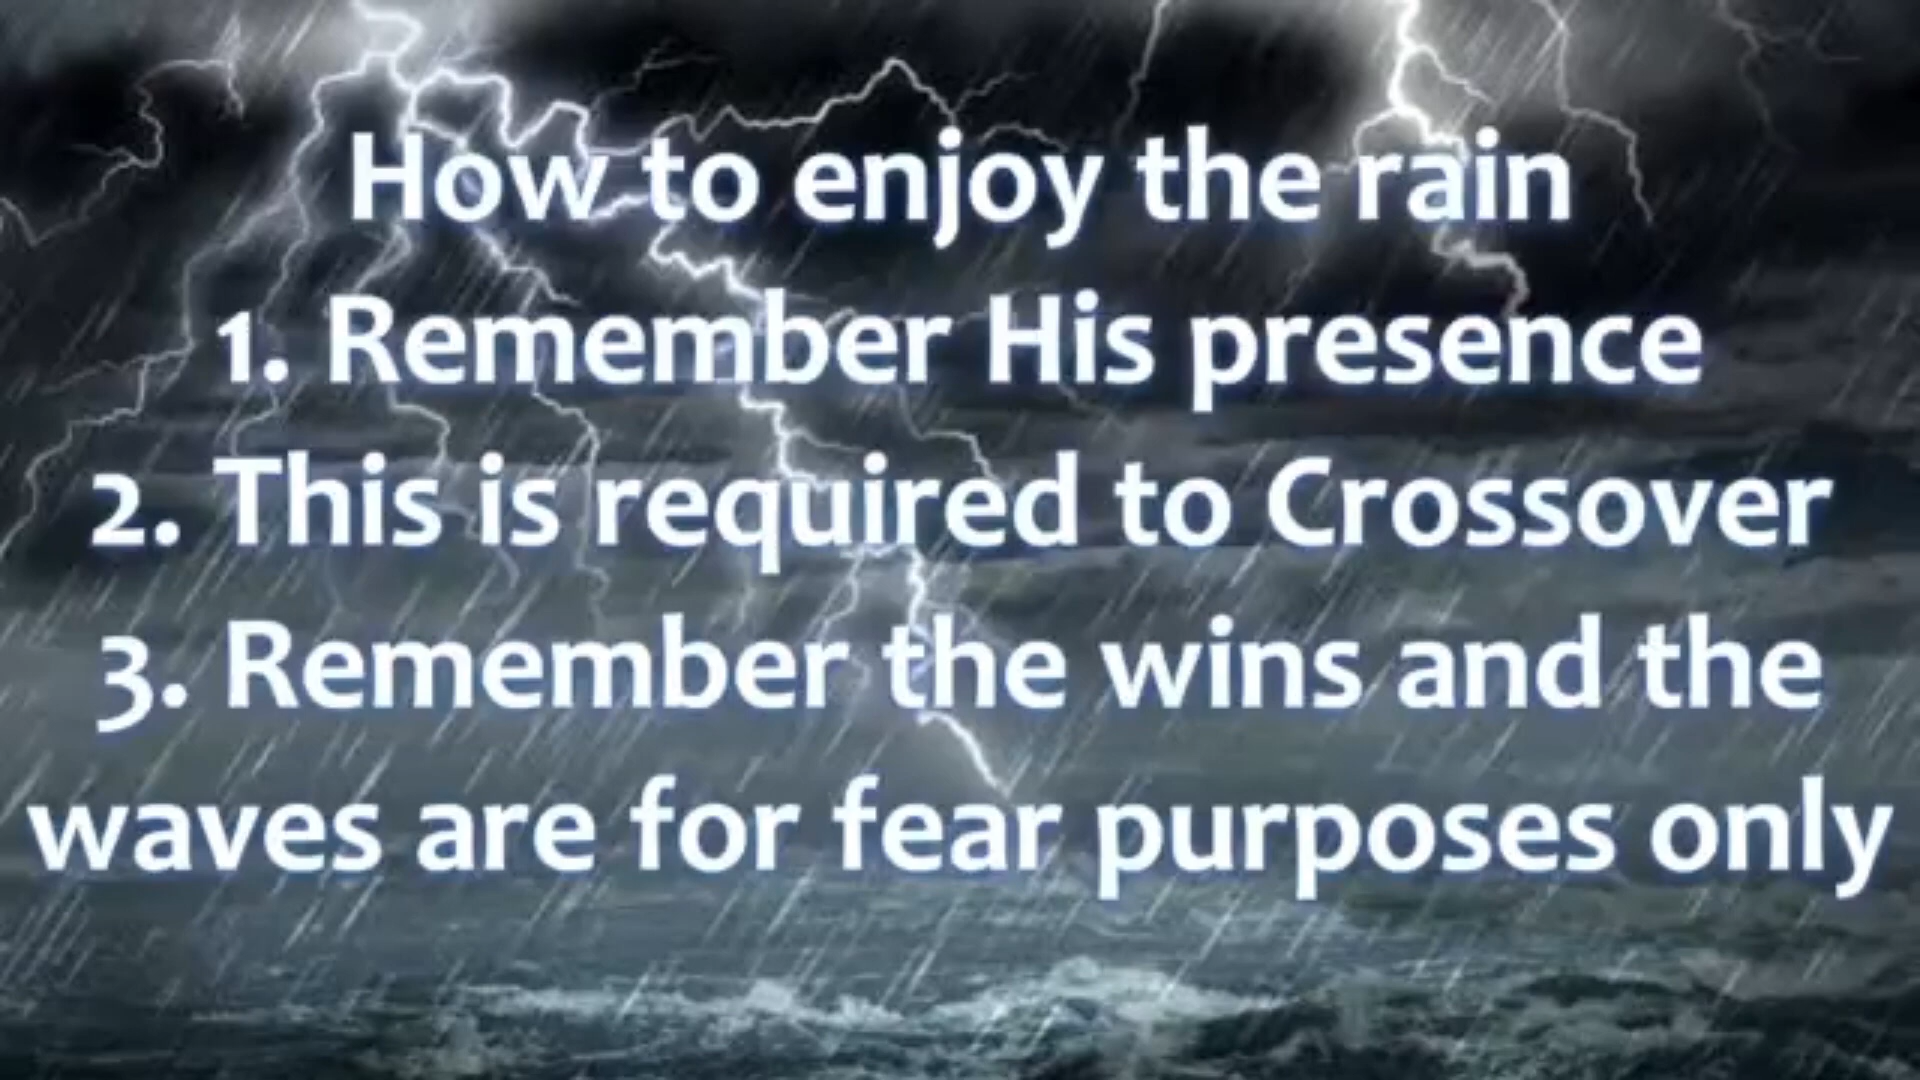 How to enjoy the rain
1. Remember His presence
2. This is required to Crossover
3. Remember the wins and the
waves are for fear purposes only